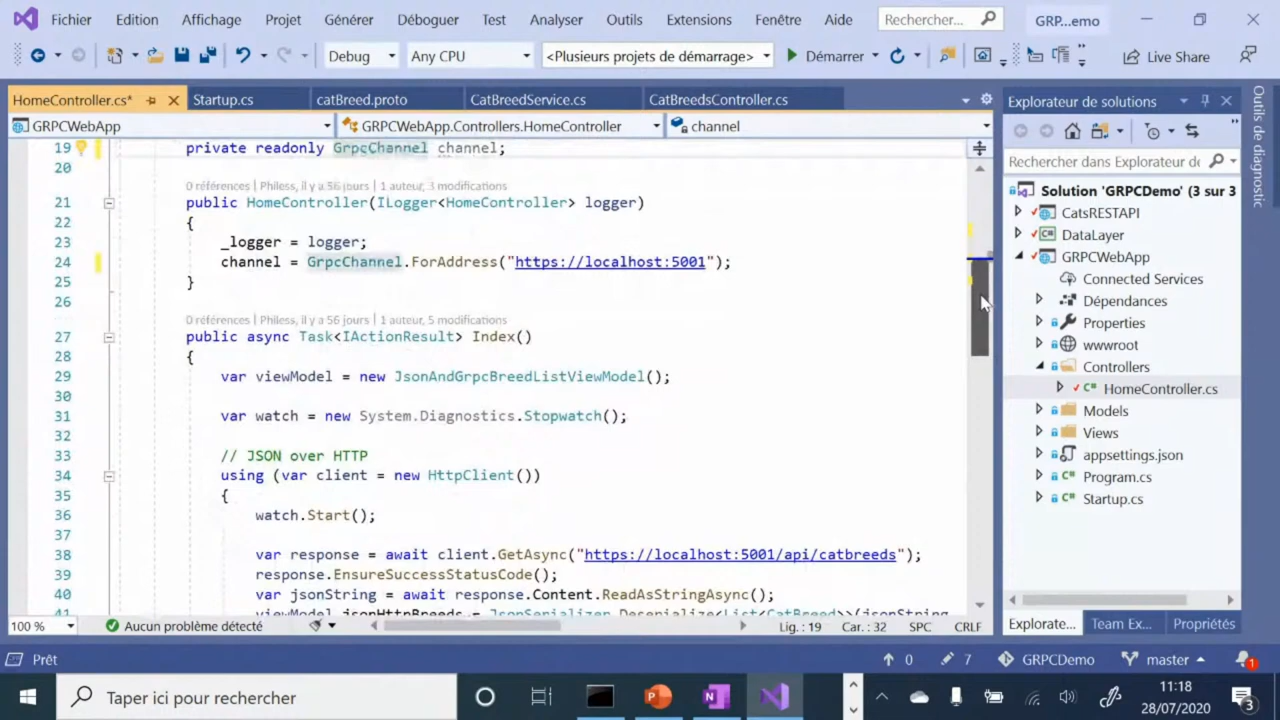 Fichier Edition Affichage Projet Générer Déboguer Test Analyser Outils Extensions Fenêtre Aide Rechercher... GRP...emo
Debug Any CPU <Plusieurs projets de démarrage> Démarrer Live Share
HomeController.cs* Startup.cs catBreed.proto CatBreedService.cs CatBreedsController.cs
GRPCWebApp GRPCWebApp.Controllers.HomeController channel
19 private readonly GrpcChannel channel;
20
0 références | Philess, il y a 56 jours | 1 auteur, 3 modifications
21 public HomeController(ILogger<HomeController> logger)
22 {
23 _logger = logger;
24 channel = GrpcChannel.ForAddress("https://localhost:5001");
25 }
26
0 références | Philess, il y a 56 jours | 1 auteur, 5 modifications
27 public async Task<IActionResult> Index()
28 {
29 var viewModel = new JsonAndGrpcBreedListViewModel();
30
31 var watch = new System.Diagnostics.Stopwatch();
32
33 // JSON over HTTP
34 using (var client = new HttpClient())
35 {
36 watch.Start();
37
38 var response = await client.GetAsync("https://localhost:5001/api/catbreeds");
39 response.EnsureSuccessStatusCode();
40 var jsonString = await response.Content.ReadAsStringAsync();
41 viewModel.jsonHttpBreeds = JsonSerializer.Deserialize<List<CatBreed>>(jsonString
100 % Aucun problème détecté Lig. : 19 Car. : 32 SPC CRLF
Explorateur de solutions
Rechercher dans Explorateur de
Solution 'GRPCDemo' (3 sur 3
CatsRESTAPI
C# DataLayer
GRPCWebApp
Connected Services
Dépendances
Properties
wwwroot
Controllers
C# HomeController.cs
Models
Views
appsettings.json
C# Program.cs
C# Startup.cs
Explorate... Team Ex... Propriétés
Outils de diagnostic
Prêt 0 7 GRPCDemo master 1
Taper ici pour rechercher
11:18
28/07/2020
3